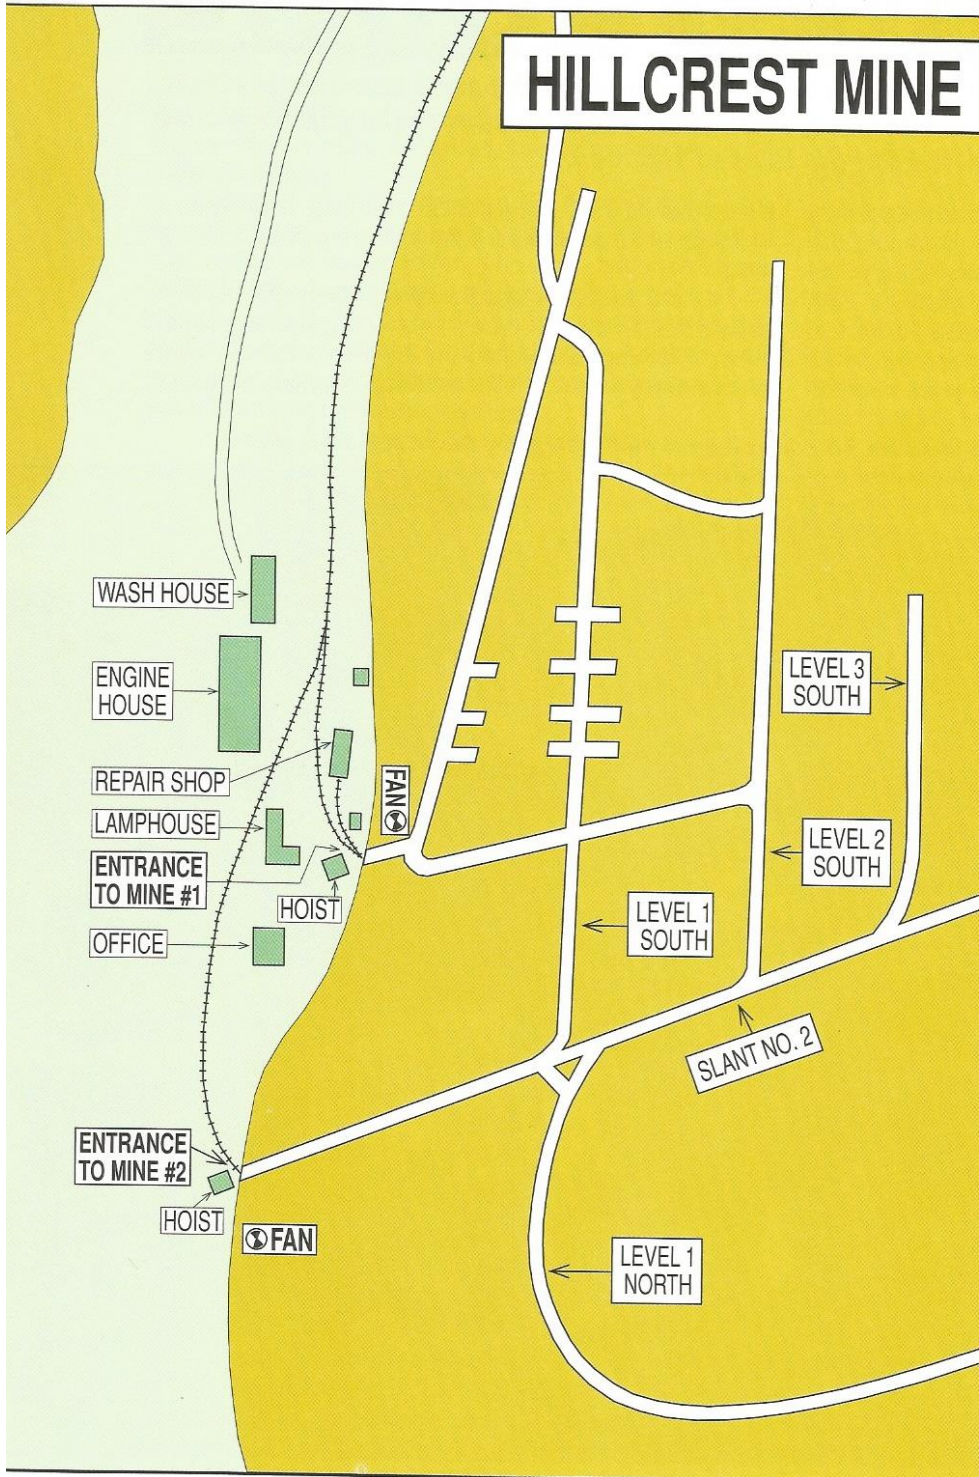 HILLCREST MINE
WASH HOUSE
ENGINE
HOUSE
REPAIR SHOP
LAMPHOUSE
ENTRANCE
TO MINE #1
HOIST
OFFICE
FAN
LEVEL 3
SOUTH
LEVEL 2
SOUTH
LEVEL 1
SOUTH
SLANT NO. 2
ENTRANCE
TO MINE #2
HOIST
FAN
LEVEL 1
NORTH